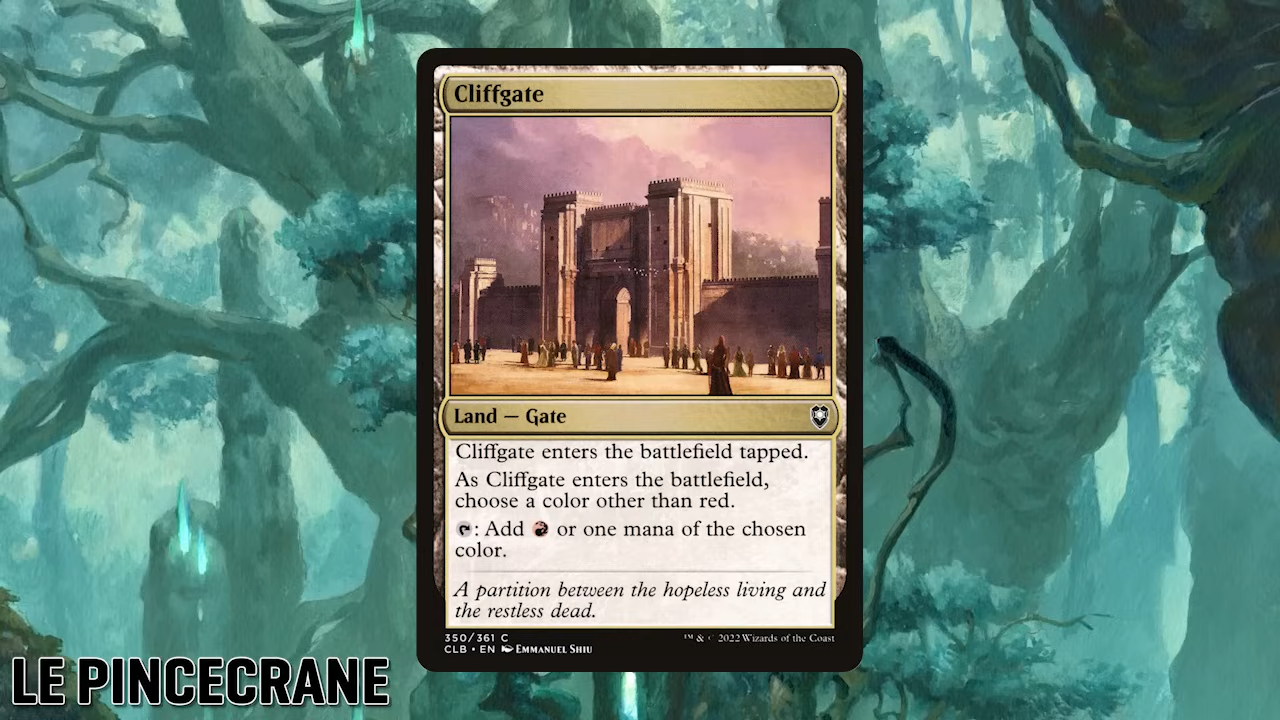 Cliffgate
Land — Gate
Cliffgate enters the battlefield tapped.
As Cliffgate enters the battlefield,
choose a color other than red.
: Add or one mana of the chosen
color.
A partition between the hopeless living and
the restless dead.
350/361 C
™ & © 2022 Wizards of the Coast
CLB • EN Emmanuel Shiu
LE PINCECRANE